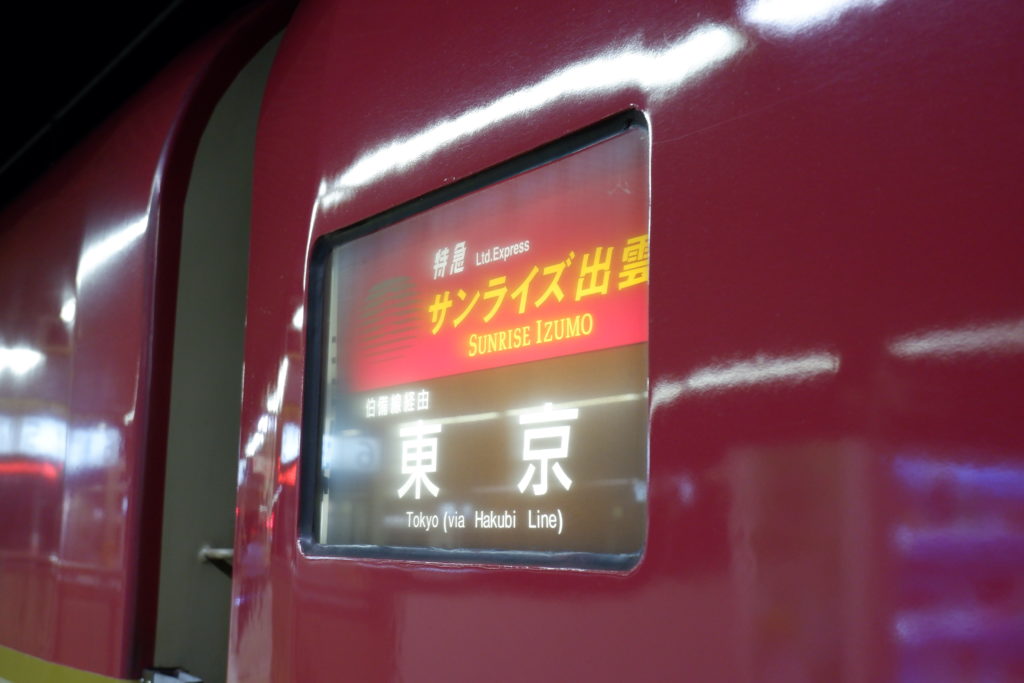 特急 Ltd.Express
サンライズ出雲
SUNRISE IZUMO
伯備線経由
東京
Tokyo (via Hakubi Line)